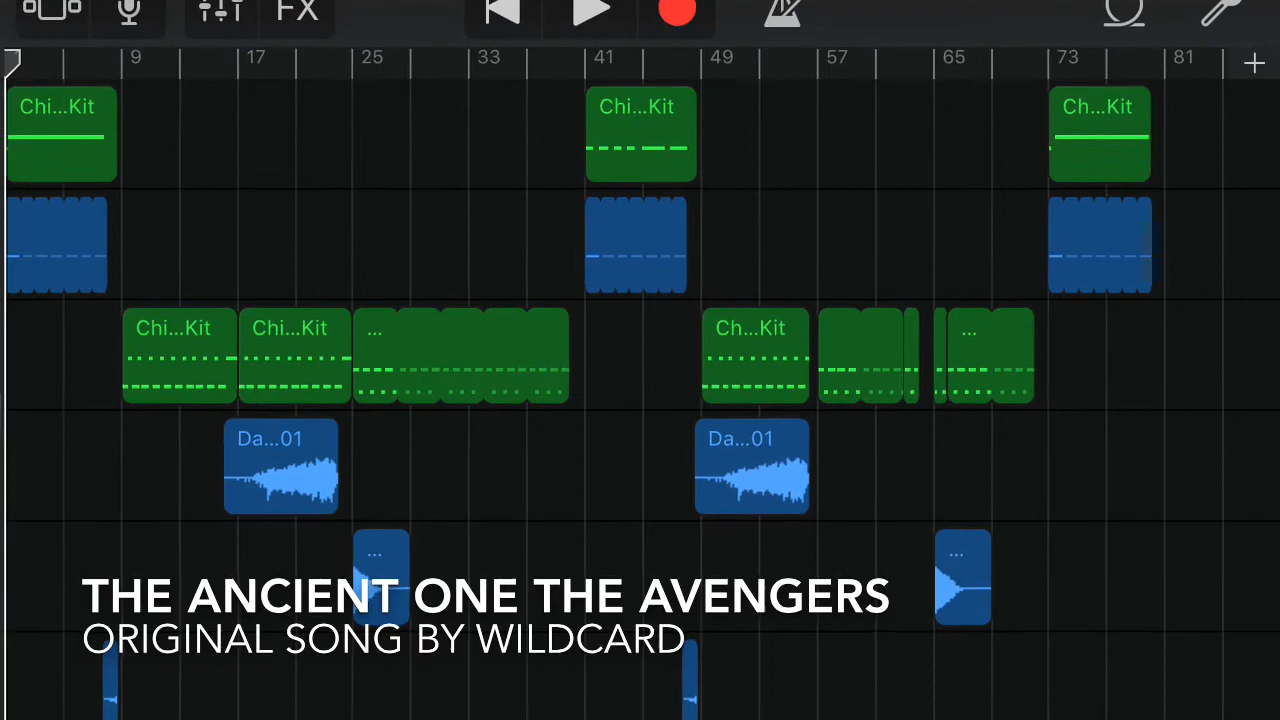 FX
9 17 25 33 41 49 57 65 73 81
Chi...Kit Chi...Kit Ch...Kit
Chi...Kit Chi...Kit ... Ch...Kit ...
Da...01 Da...01
... ...
THE ANCIENT ONE THE AVENGERS
ORIGINAL SONG BY WILDCARD